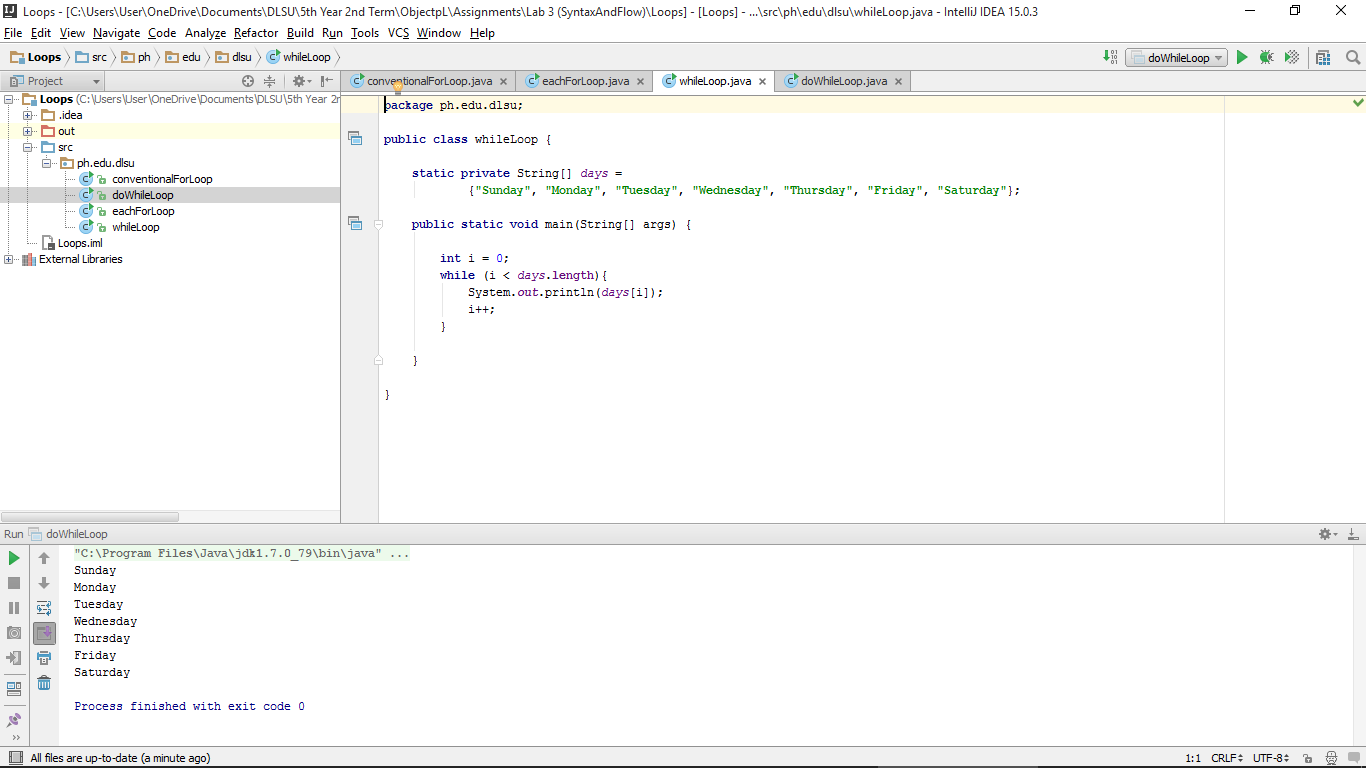 Loops - [C:\Users\User\OneDrive\Documents\DLSU\5th Year 2nd Term\ObjectpL\Assignments\Lab 3 (SyntaxAndFlow)\Loops] - [Loops] - ...\src\ph\edu\dlsu\whileLoop.java - IntelliJ IDEA 15.0.3
File Edit View Navigate Code Analyze Refactor Build Run Tools VCS Window Help
Loops src ph edu dlsu whileLoop doWhileLoop
Project conventionalForLoop.java eachForLoop.java whileLoop.java doWhileLoop.java
Loops (C:\Users\User\OneDrive\Documents\DLSU\5th Year 2n
.idea
out
src
ph.edu.dlsu
conventionalForLoop
doWhileLoop
eachForLoop
whileLoop
Loops.iml
External Libraries
package ph.edu.dlsu;
public class whileLoop {
static private String[] days =
{"Sunday", "Monday", "Tuesday", "Wednesday", "Thursday", "Friday", "Saturday"};
public static void main(String[] args) {
int i = 0;
while (i < days.length){
System.out.println(days[i]);
i++;
}
}
}
Run doWhileLoop
"C:\Program Files\Java\jdk1.7.0_79\bin\java" ...
Sunday
Monday
Tuesday
Wednesday
Thursday
Friday
Saturday
Process finished with exit code 0
All files are up-to-date (a minute ago) 1:1 CRLF UTF-8